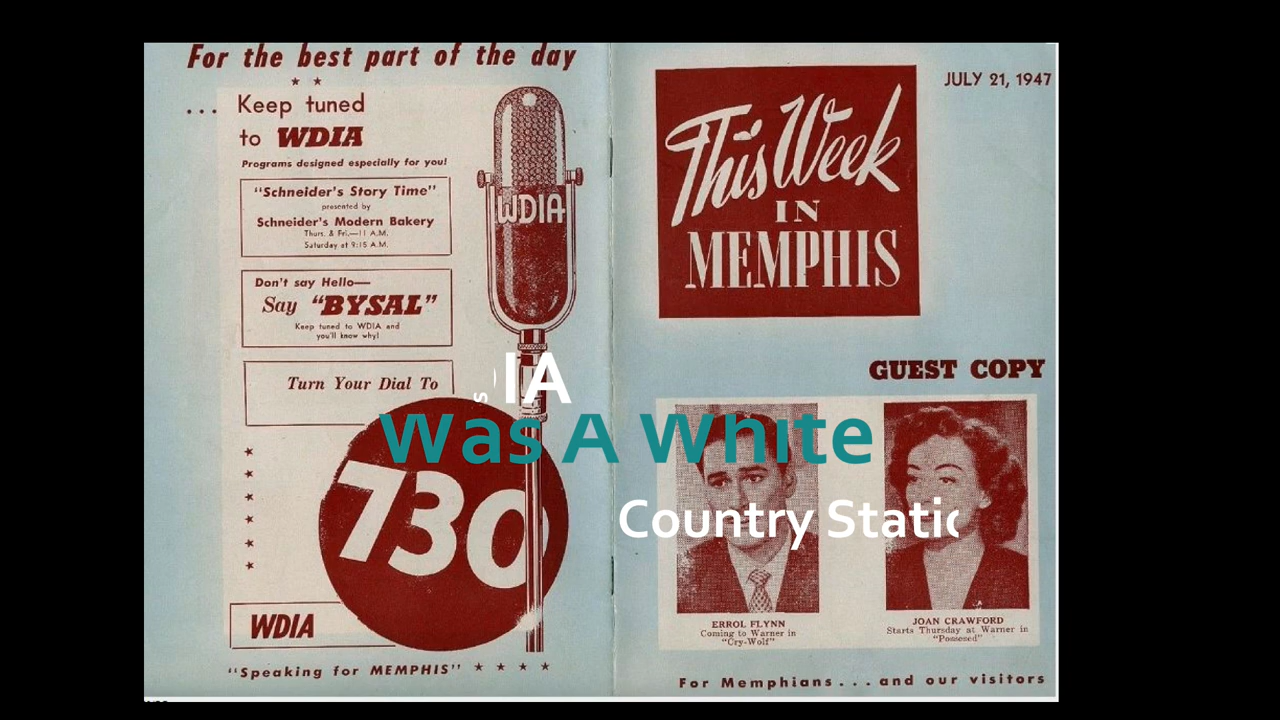 For the best part of the day
... Keep tuned
to WDIA
Programs designed especially for you!
"Schneider's Story Time"
presented by
Schneider's Modern Bakery
Thurs. & Fri.—11 A.M.
Saturday at 9:15 A.M.
Don't say Hello—
Say "BYSAL"
Keep tuned to WDIA and
you'll know why!
Turn Your Dial To
730
WDIA
"Speaking for MEMPHIS"
WDIA
JULY 21, 1947
This Week
IN
MEMPHIS
GUEST COPY
ERROL FLYNN
Coming to Warner in
"Cry-Wolf"
JOAN CRAWFORD
Starts Thursday at Warner in
"Possessed"
For Memphians... and our visitors
IA
Was A White
Country Static